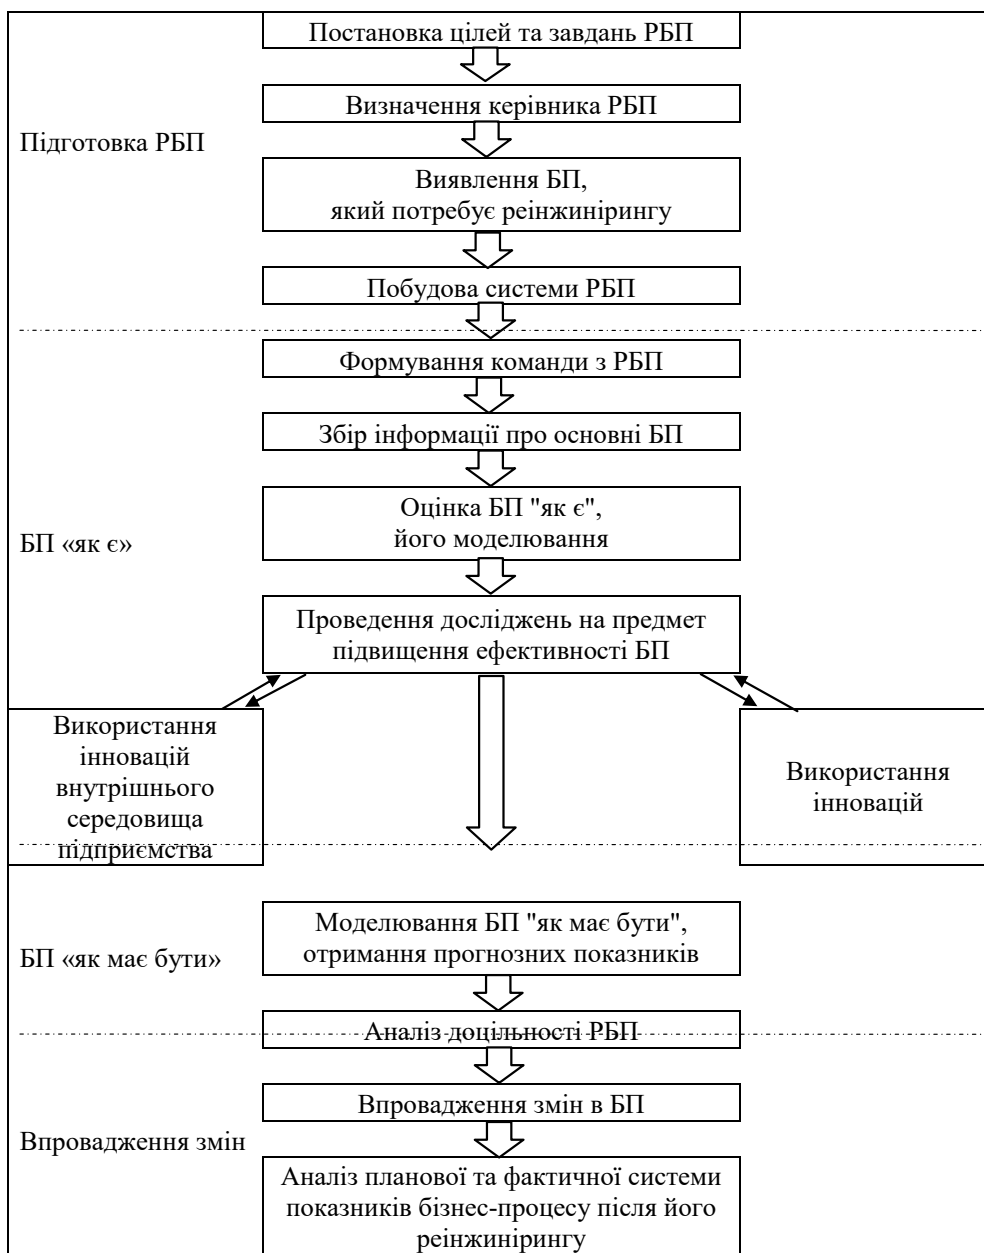 Постановка цілей та завдань РБП
Визначення керівника РБП
Підготовка РБП
Виявлення БП,
який потребує реінжинірингу
Побудова системи РБП
Формування команди з РБП
Збір інформації про основні БП
Оцінка БП "як є",
його моделювання
БП «як є»
Проведення досліджень на предмет
підвищення ефективності БП
Використання
інновацій
внутрішнього
середовища
підприємства
Використання
інновацій
Моделювання БП "як має бути",
отримання прогнозних показників
БП «як має бути»
Аналіз доцільності РБП
Впровадження змін в БП
Впровадження змін
Аналіз планової та фактичної системи
показників бізнес-процесу після його
реінжинірингу